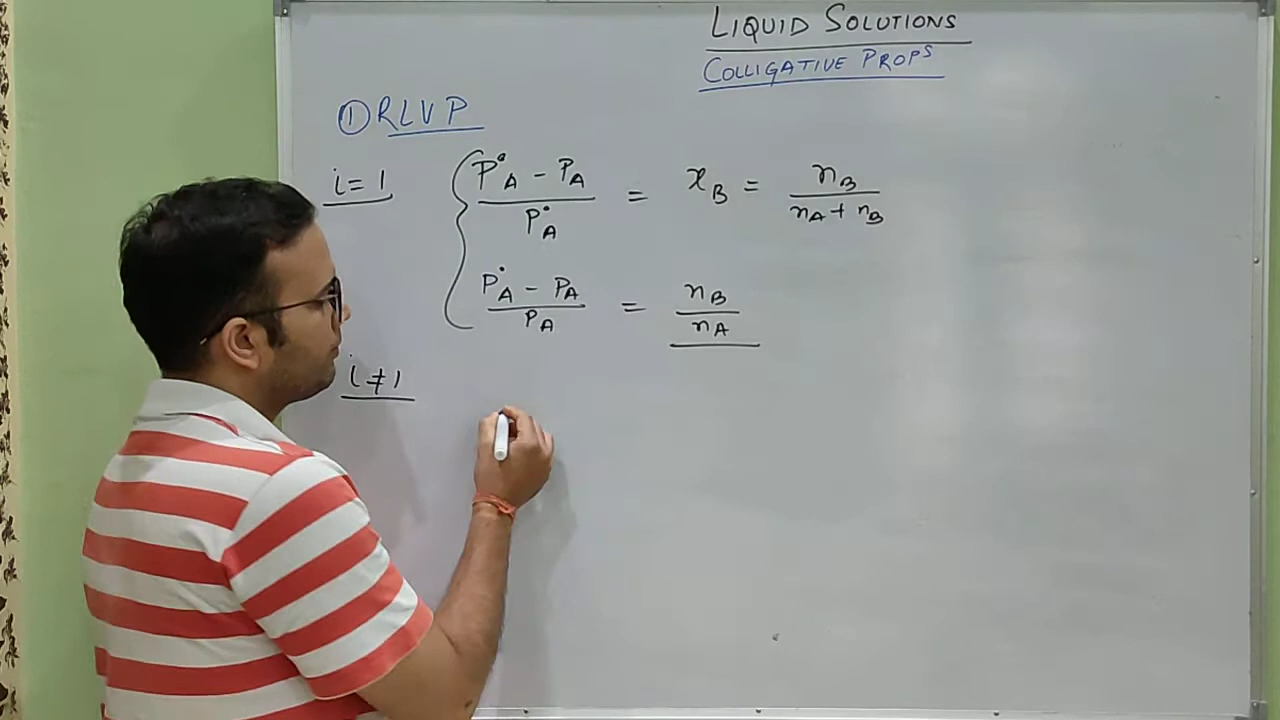 LIQUID SOLUTIONS
COLLIGATIVE PROPS
① RLVP
i = 1
P°A - PA / P°A = xB = nB / nA + nB
P°A - PA / PA = nB / nA
i ≠ 1